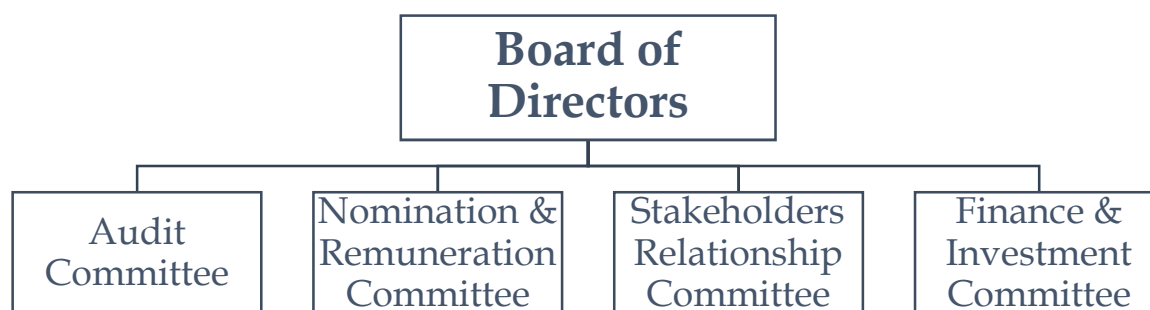 Board of
Directors
Audit
Committee
Nomination &
Remuneration
Committee
Stakeholders
Relationship
Committee
Finance &
Investment
Committee